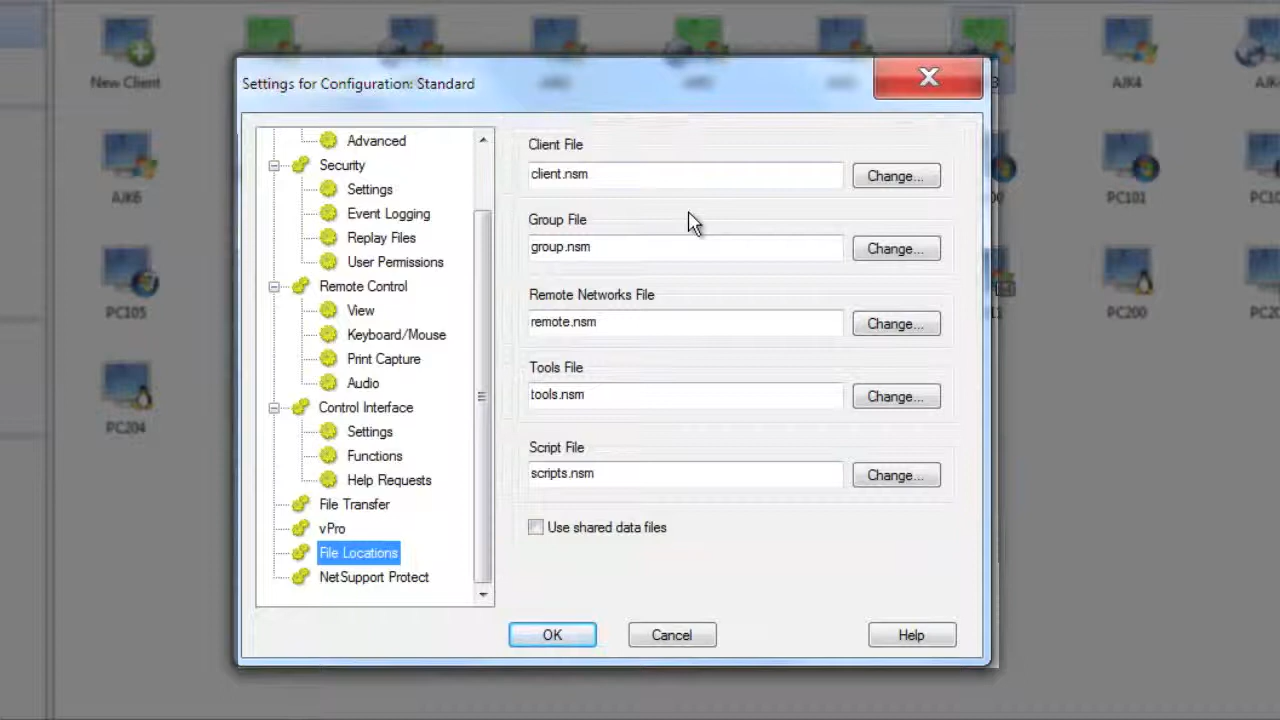 New Client
3
AJK4
AJK6
PC101
PC105
PC200
PC204
Settings for Configuration: Standard
Advanced
Security
Settings
Event Logging
Replay Files
User Permissions
Remote Control
View
Keyboard/Mouse
Print Capture
Audio
Control Interface
Settings
Functions
Help Requests
File Transfer
vPro
File Locations
NetSupport Protect
Client File
client.nsm
Change...
Group File
group.nsm
Change...
Remote Networks File
remote.nsm
Change...
Tools File
tools.nsm
Change...
Script File
scripts.nsm
Change...
Use shared data files
OK
Cancel
Help